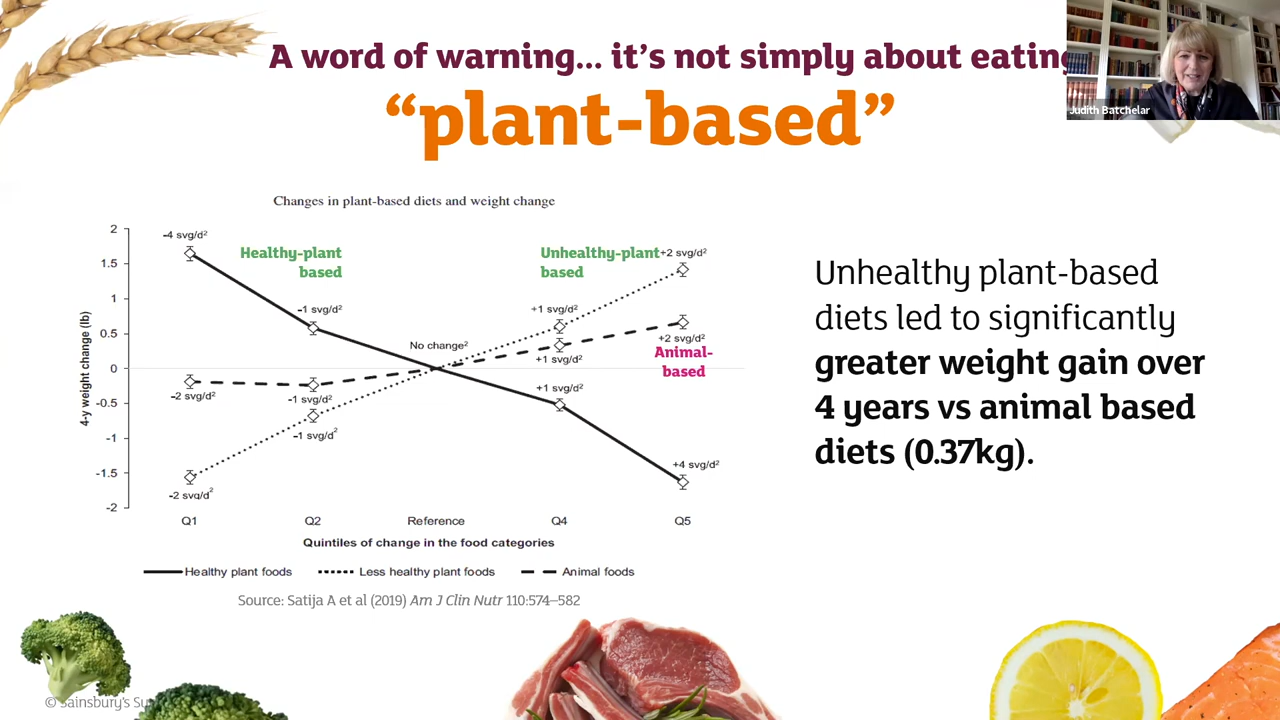 A word of warning... it's not simply about eating
“plant-based”
Judith Batchelar
Changes in plant-based diets and weight change
Healthy-plant
based
Unhealthy-plant
based
Animal-
based
4-y weight change (lb)
2
1.5
1
0.5
0
-0.5
-1
-1.5
-2
-4 svg/d²
-1 svg/d²
No change²
+1 svg/d²
+4 svg/d²
-2 svg/d²
-1 svg/d²
+1 svg/d²
+2 svg/d²
-2 svg/d²
-1 svg/d²
+1 svg/d²
+2 svg/d²
Q1 Q2 Reference Q4 Q5
Quintiles of change in the food categories
Healthy plant foods Less healthy plant foods Animal foods
Source: Satija A et al (2019) Am J Clin Nutr 110:574–582
Unhealthy plant-based
diets led to significantly
greater weight gain over
4 years vs animal based
diets (0.37kg).
© Sainsbury's